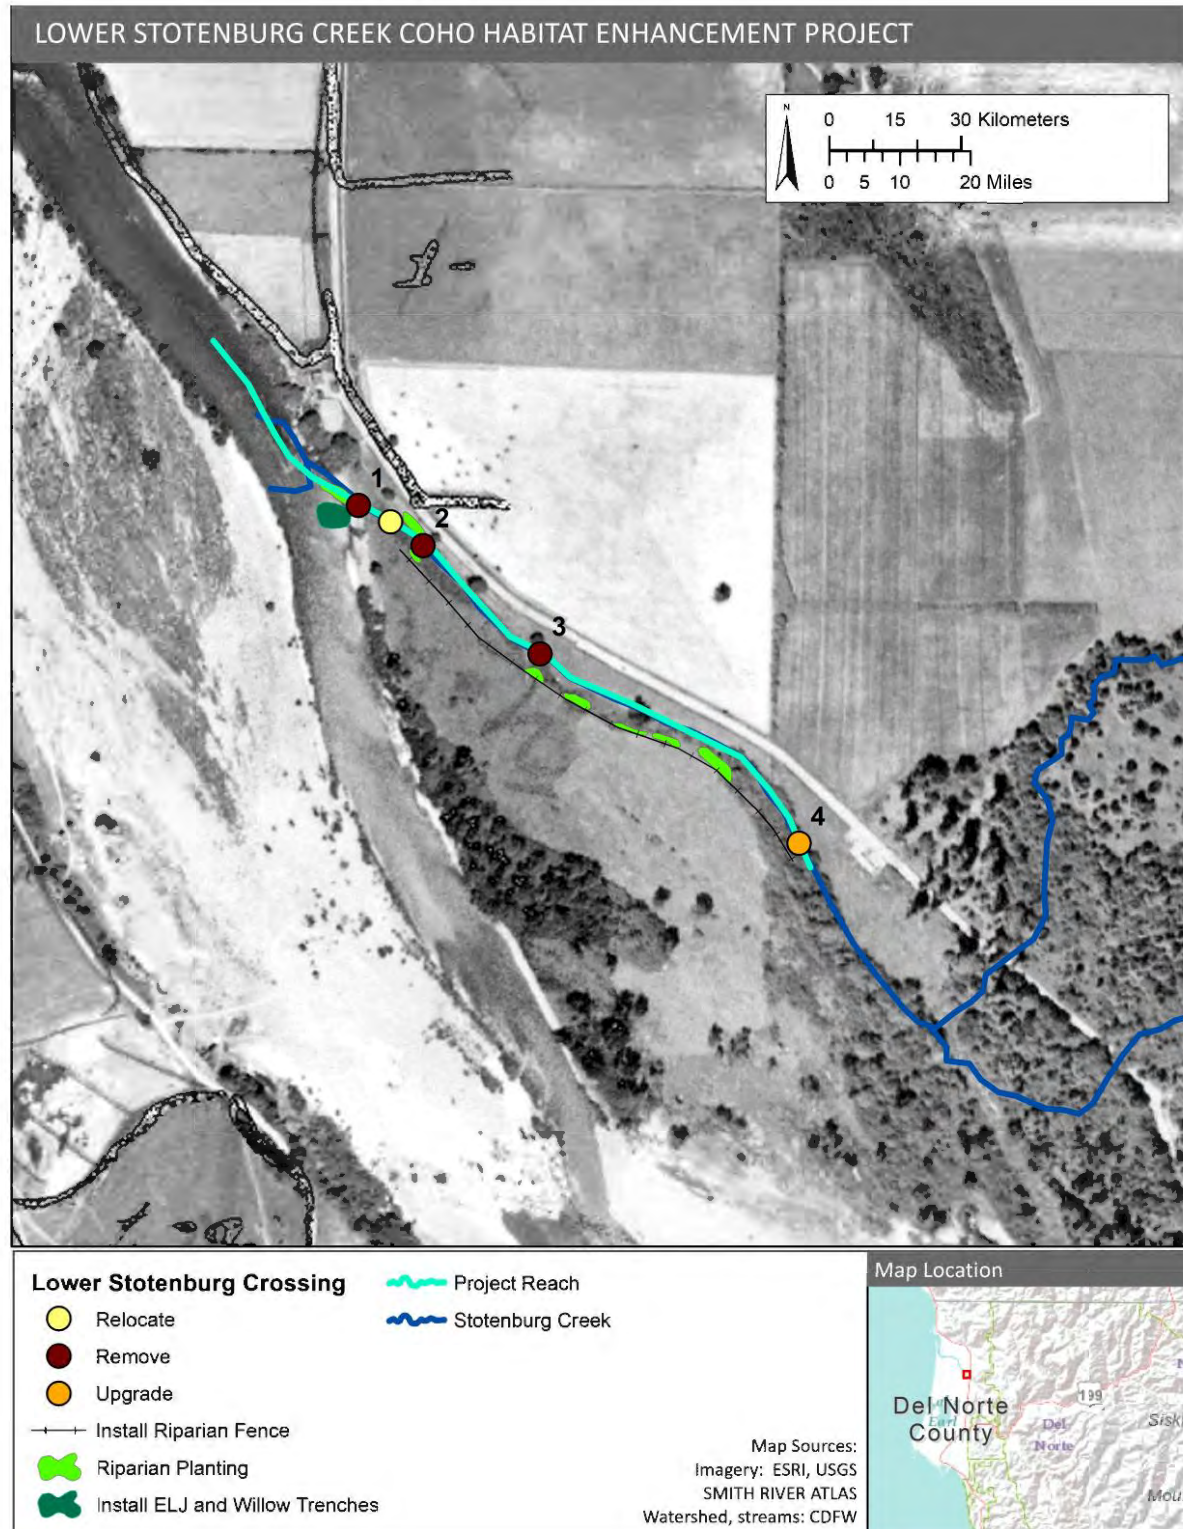 LOWER STOTENBURG CREEK COHO HABITAT ENHANCEMENT PROJECT
N
0 15 30 Kilometers
0 5 10 20 Miles
1
2
3
4
Lower Stotenburg Crossing
Relocate
Remove
Upgrade
Install Riparian Fence
Riparian Planting
Install ELJ and Willow Trenches
Project Reach
Stotenburg Creek
Map Sources:
Imagery: ESRI, USGS
SMITH RIVER ATLAS
Watershed, streams: CDFW
Map Location
199
Del Norte
County
Earl
Del
Norte
Sisk
Mou